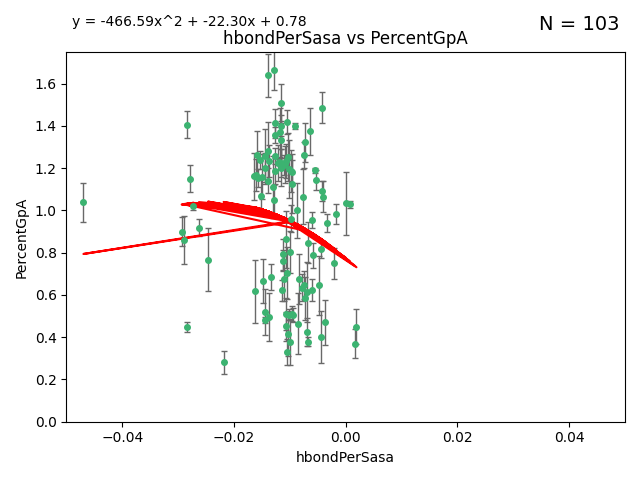 y = -466.59x^2 + -22.30x + 0.78
N = 103
hbondPerSasa vs PercentGpA
1.6
1.4
1.2
1.0
0.8
0.6
0.4
0.2
0.0
PercentGpA
−0.04 −0.02 0.00 0.02 0.04
hbondPerSasa